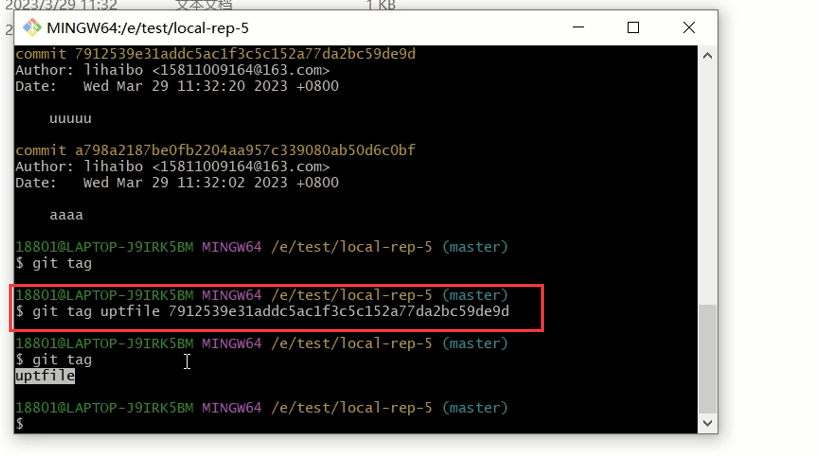 2023/3/29 11:32 文本文档 1 KB
MINGW64:/e/test/local-rep-5
commit 7912539e31addc5ac1f3c5c152a77da2bc59de9d
Author: lihaibo <15811009164@163.com>
Date:   Wed Mar 29 11:32:20 2023 +0800
uuuuu
commit a798a2187be0fb2204aa957c339080ab50d6c0bf
Author: lihaibo <15811009164@163.com>
Date:   Wed Mar 29 11:32:02 2023 +0800
aaaa
18801@LAPTOP-J9IRK5BM MINGW64 /e/test/local-rep-5 (master)
$ git tag
18801@LAPTOP-J9IRK5BM MINGW64 /e/test/local-rep-5 (master)
$ git tag uptfile 7912539e31addc5ac1f3c5c152a77da2bc59de9d
18801@LAPTOP-J9IRK5BM MINGW64 /e/test/local-rep-5 (master)
$ git tag
uptfile
18801@LAPTOP-J9IRK5BM MINGW64 /e/test/local-rep-5 (master)
$